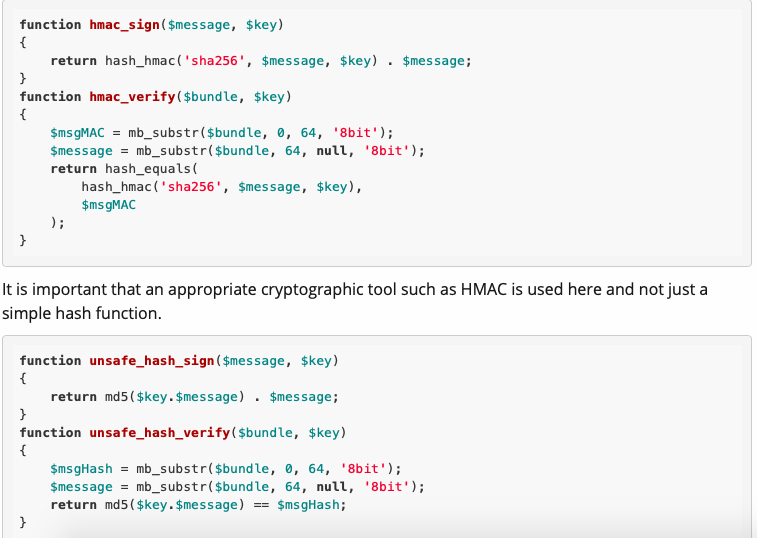 function hmac_sign($message, $key)
{
    return hash_hmac('sha256', $message, $key) . $message;
}
function hmac_verify($bundle, $key)
{
    $msgMAC = mb_substr($bundle, 0, 64, '8bit');
    $message = mb_substr($bundle, 64, null, '8bit');
    return hash_equals(
        hash_hmac('sha256', $message, $key),
        $msgMAC
    );
}
It is important that an appropriate cryptographic tool such as HMAC is used here and not just a
simple hash function.
function unsafe_hash_sign($message, $key)
{
    return md5($key.$message) . $message;
}
function unsafe_hash_verify($bundle, $key)
{
    $msgHash = mb_substr($bundle, 0, 64, '8bit');
    $message = mb_substr($bundle, 64, null, '8bit');
    return md5($key.$message) == $msgHash;
}